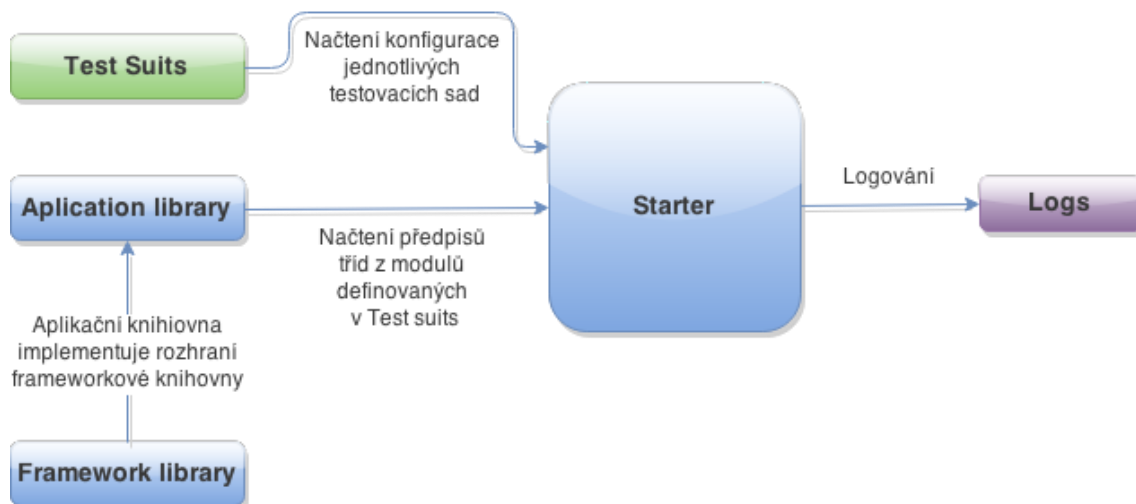 Test Suits
Načtení konfigurace
jednotlivých
testovacích sad
Aplication library
Načtení předpisů
tříd z modulů
definovaných
v Test suits
Starter
Logování
Logs
Aplikační knihiovna
implementuje rozhraní
frameworkové knihovny
Framework library